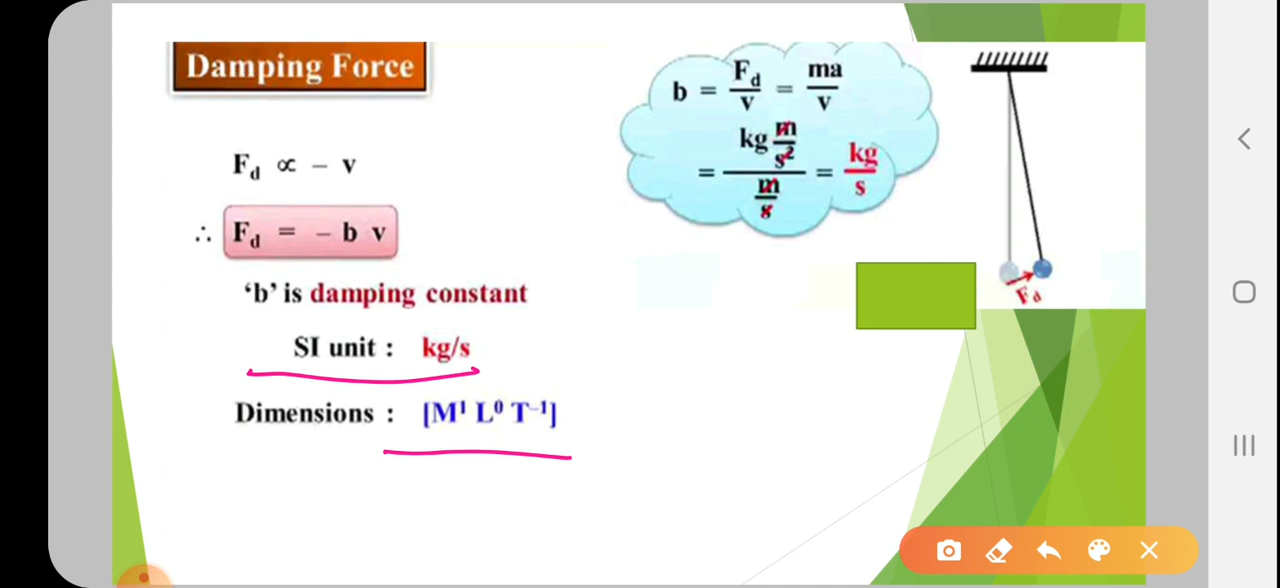 Damping Force
F_d ∝ − v
∴ F_d = − b v
‘b’ is damping constant
SI unit : kg/s
Dimensions : [M¹ L⁰ T⁻¹]
b = F_d/v = ma/v
= (kg m/s²)/(m/s) = kg/s
F_d